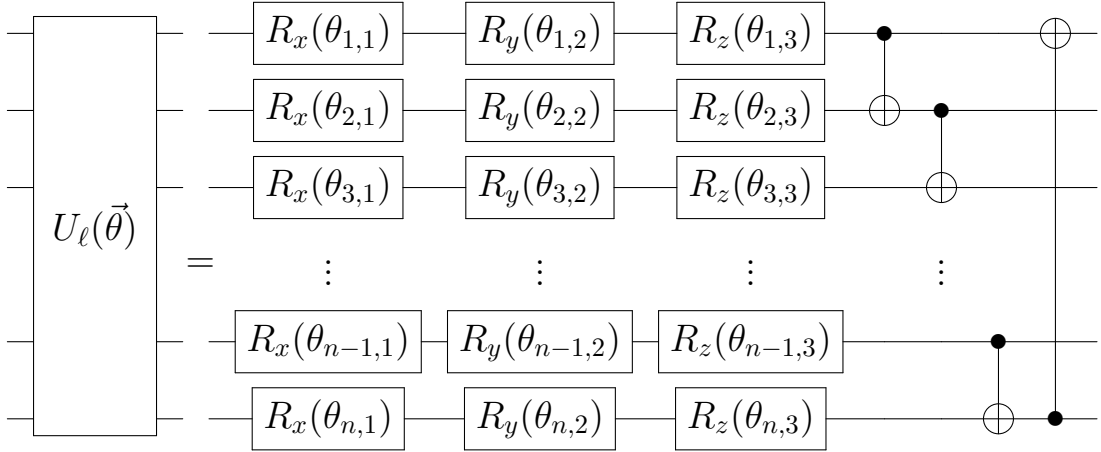 R_x(θ_{1,1}) R_y(θ_{1,2}) R_z(θ_{1,3})
R_x(θ_{2,1}) R_y(θ_{2,2}) R_z(θ_{2,3})
R_x(θ_{3,1}) R_y(θ_{3,2}) R_z(θ_{3,3})
U_ℓ(\vec{θ}) = ⋮ ⋮ ⋮ ⋮
R_x(θ_{n−1,1}) R_y(θ_{n−1,2}) R_z(θ_{n−1,3})
R_x(θ_{n,1}) R_y(θ_{n,2}) R_z(θ_{n,3})